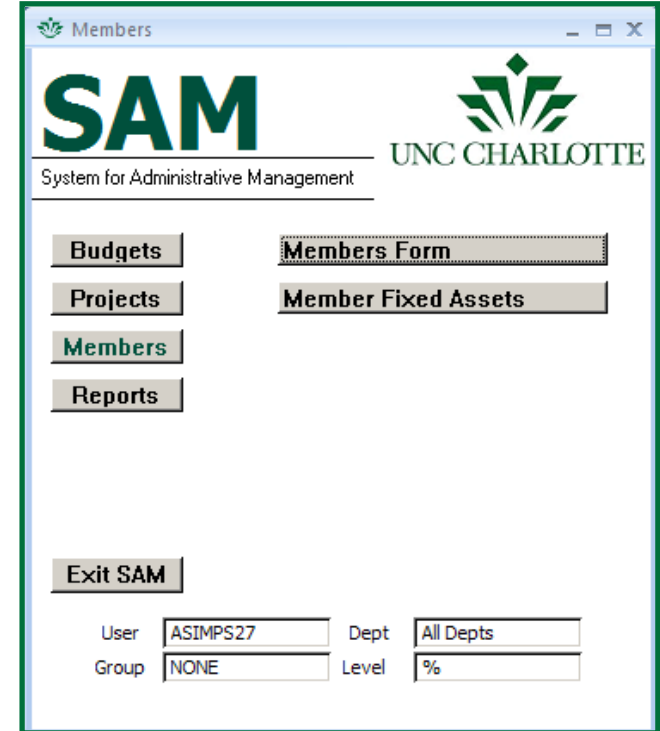 Members
SAM
UNC CHARLOTTE
System for Administrative Management
Budgets
Members Form
Projects
Member Fixed Assets
Members
Reports
Exit SAM
User ASIMPS27 Dept All Depts
Group NONE Level %